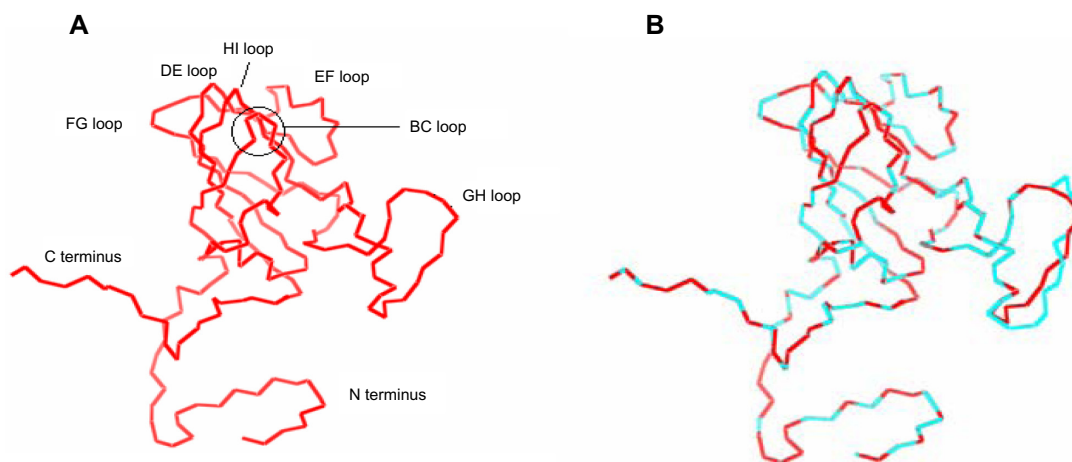 A
B
HI loop
DE loop
EF loop
FG loop
BC loop
GH loop
C terminus
N terminus